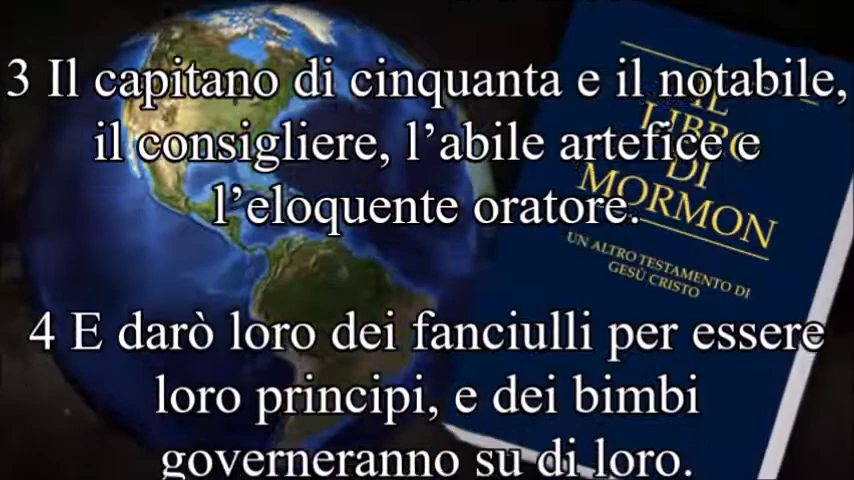 3 Il capitano di cinquanta e il notabile,
il consigliere, l’abile artefice e
l’eloquente oratore.
4 E darò loro dei fanciulli per essere
loro principi, e dei bimbi
governeranno su di loro.
IL
LIBRO
DI
MORMON
UN ALTRO TESTAMENTO DI
GESÙ CRISTO